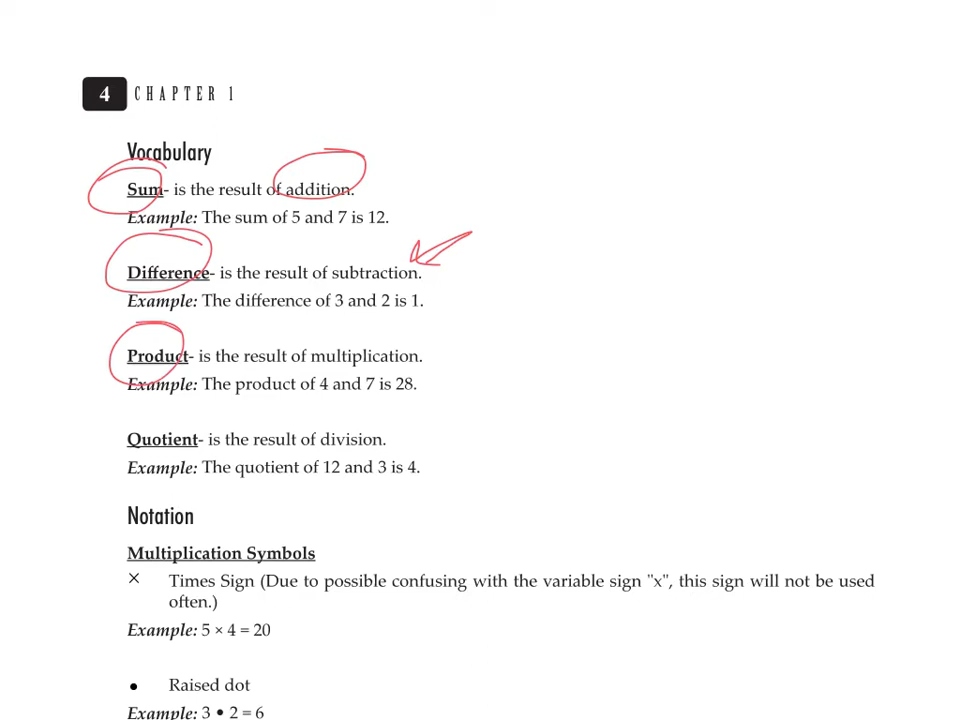 4 CHAPTER 1
Vocabulary
Sum- is the result of addition.
Example: The sum of 5 and 7 is 12.
Difference- is the result of subtraction.
Example: The difference of 3 and 2 is 1.
Product- is the result of multiplication.
Example: The product of 4 and 7 is 28.
Quotient- is the result of division.
Example: The quotient of 12 and 3 is 4.
Notation
Multiplication Symbols
× Times Sign (Due to possible confusing with the variable sign "x", this sign will not be used
often.)
Example: 5 × 4 = 20
• Raised dot
Example: 3 • 2 = 6